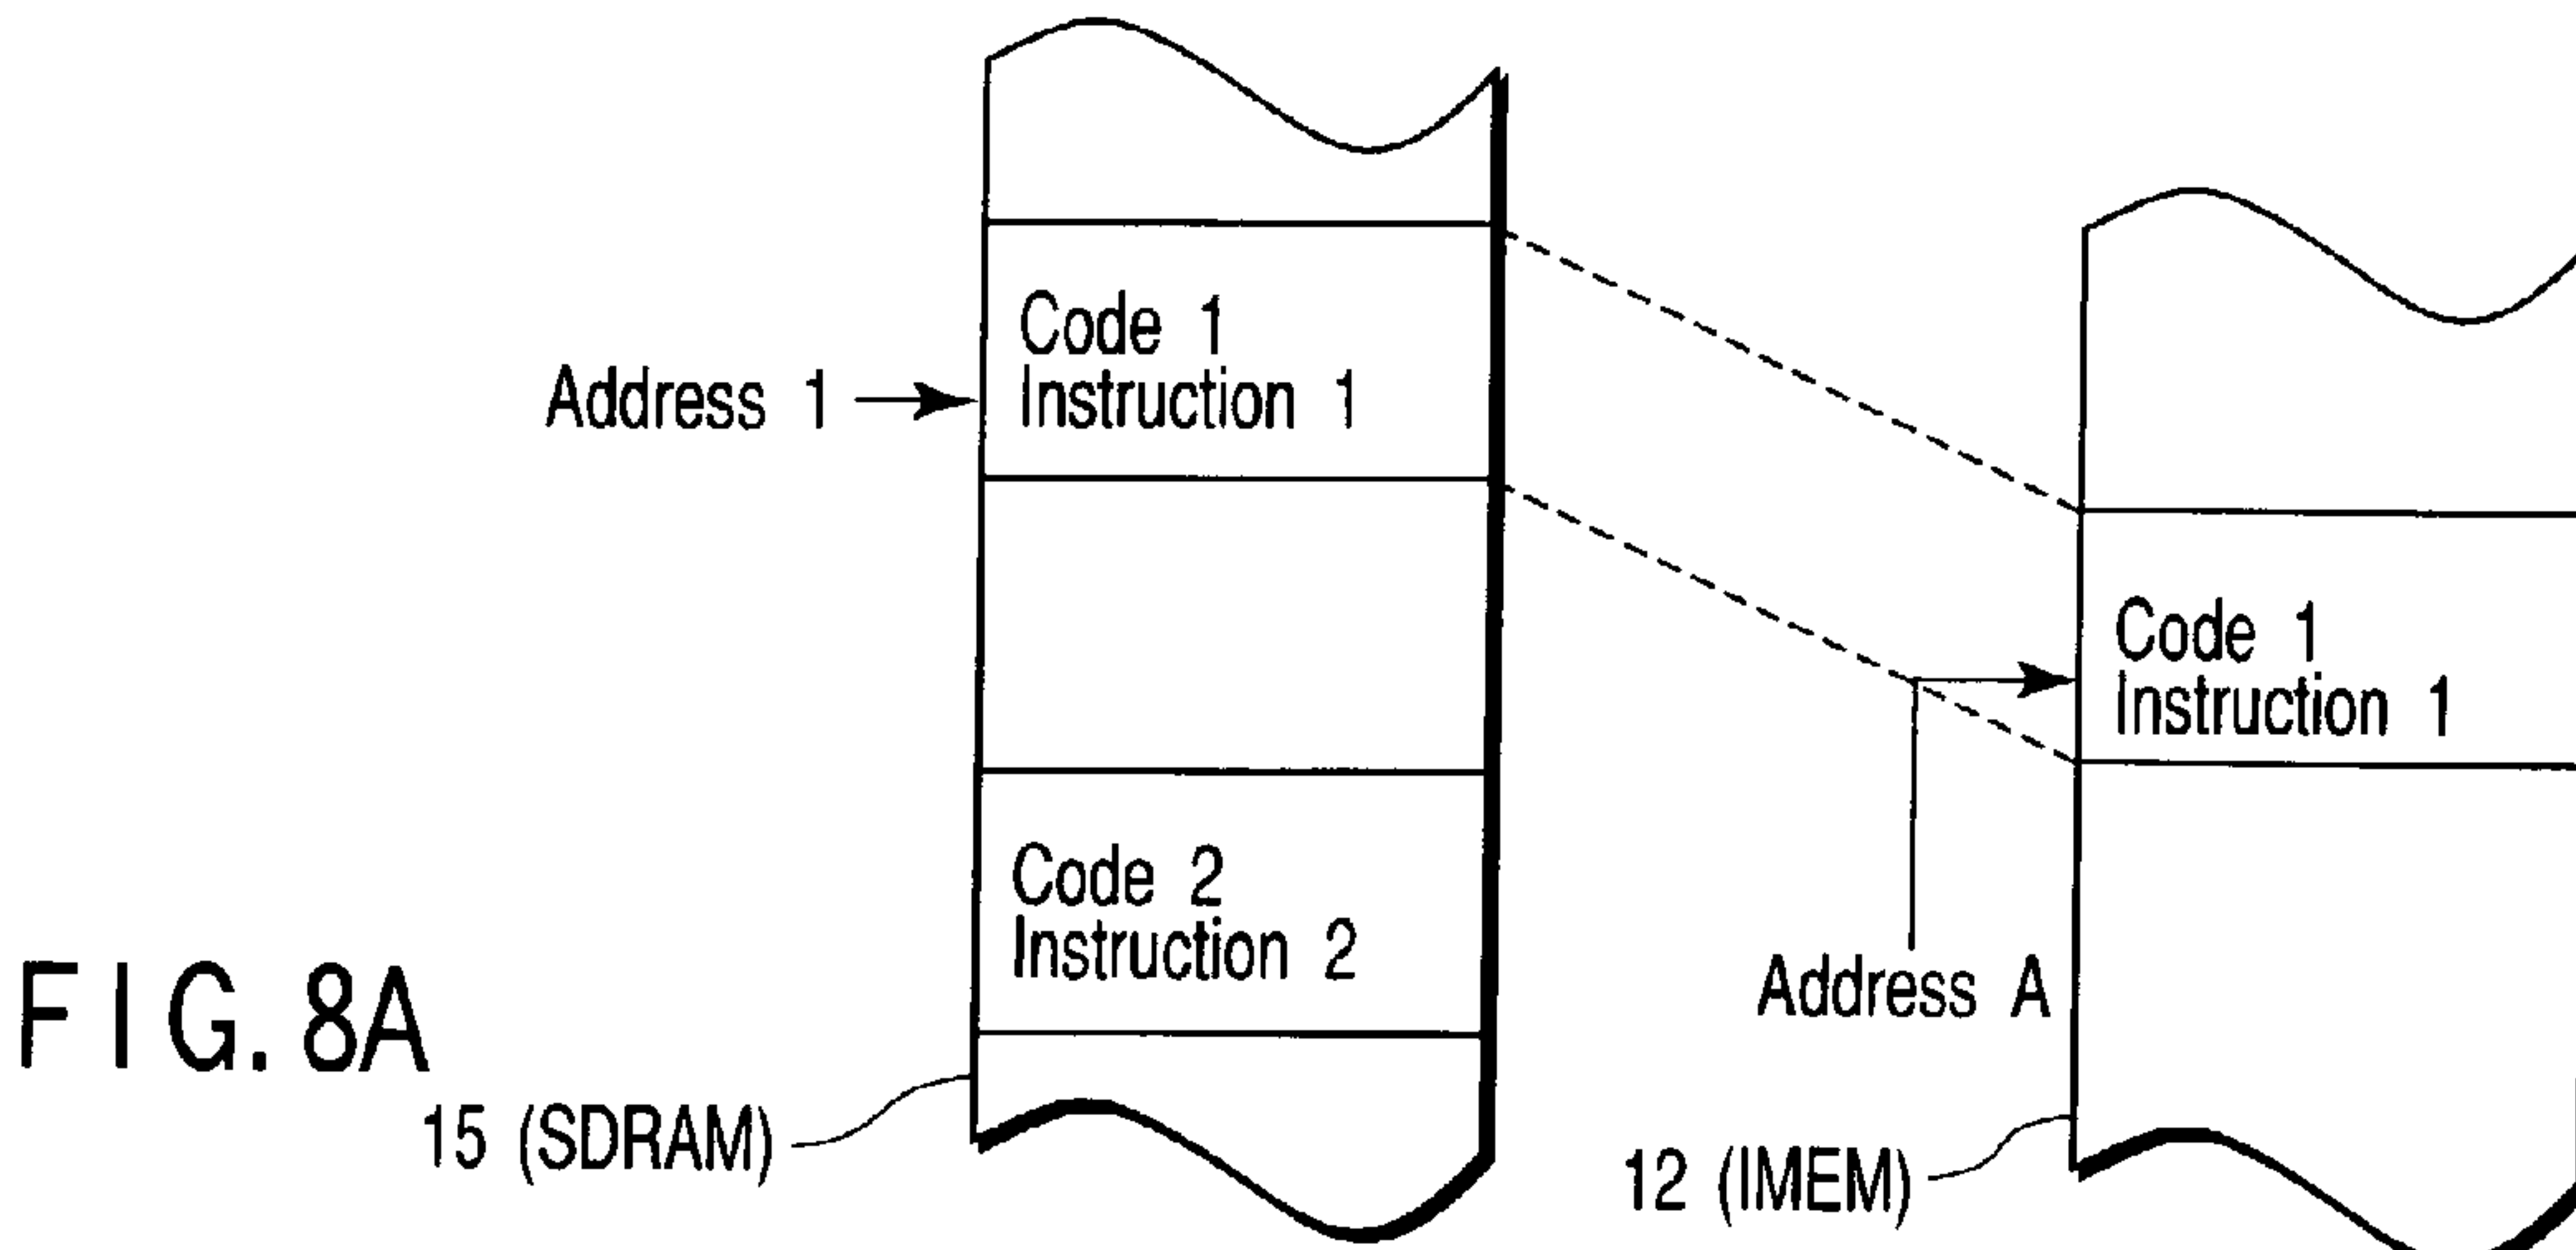 Code 1
Address 1
Instruction 1
Code 1
Instruction 1
Code 2
Instruction 2
Address A
FIG. 8A
15 (SDRAM)
12 (IMEM)